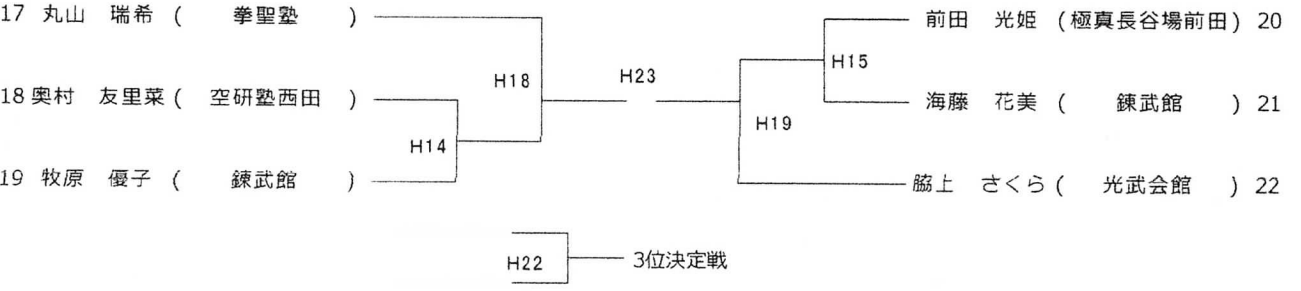 17 丸山 瑞希 ( 拳聖塾 )
前田 光姫 (極真長谷場前田) 20
H18
H23
H15
18 奥村 友里菜 ( 空研塾西田 )
海藤 花美 ( 錬武館 ) 21
H19
H14
19 牧原 優子 ( 錬武館 )
脇上 さくら ( 光武会館 ) 22
H22
3位決定戦